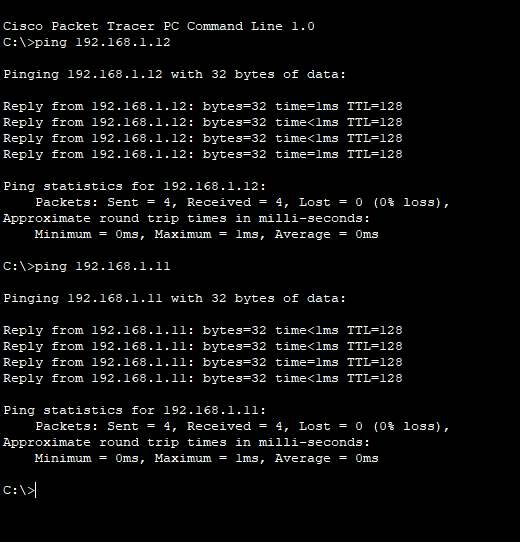 Cisco Packet Tracer PC Command Line 1.0
C:\>ping 192.168.1.12
Pinging 192.168.1.12 with 32 bytes of data:
Reply from 192.168.1.12: bytes=32 time=1ms TTL=128
Reply from 192.168.1.12: bytes=32 time<1ms TTL=128
Reply from 192.168.1.12: bytes=32 time<1ms TTL=128
Reply from 192.168.1.12: bytes=32 time=1ms TTL=128
Ping statistics for 192.168.1.12:
Packets: Sent = 4, Received = 4, Lost = 0 (0% loss),
Approximate round trip times in milli-seconds:
Minimum = 0ms, Maximum = 1ms, Average = 0ms
C:\>ping 192.168.1.11
Pinging 192.168.1.11 with 32 bytes of data:
Reply from 192.168.1.11: bytes=32 time<1ms TTL=128
Reply from 192.168.1.11: bytes=32 time<1ms TTL=128
Reply from 192.168.1.11: bytes=32 time=1ms TTL=128
Reply from 192.168.1.11: bytes=32 time<1ms TTL=128
Ping statistics for 192.168.1.11:
Packets: Sent = 4, Received = 4, Lost = 0 (0% loss),
Approximate round trip times in milli-seconds:
Minimum = 0ms, Maximum = 1ms, Average = 0ms
C:\>